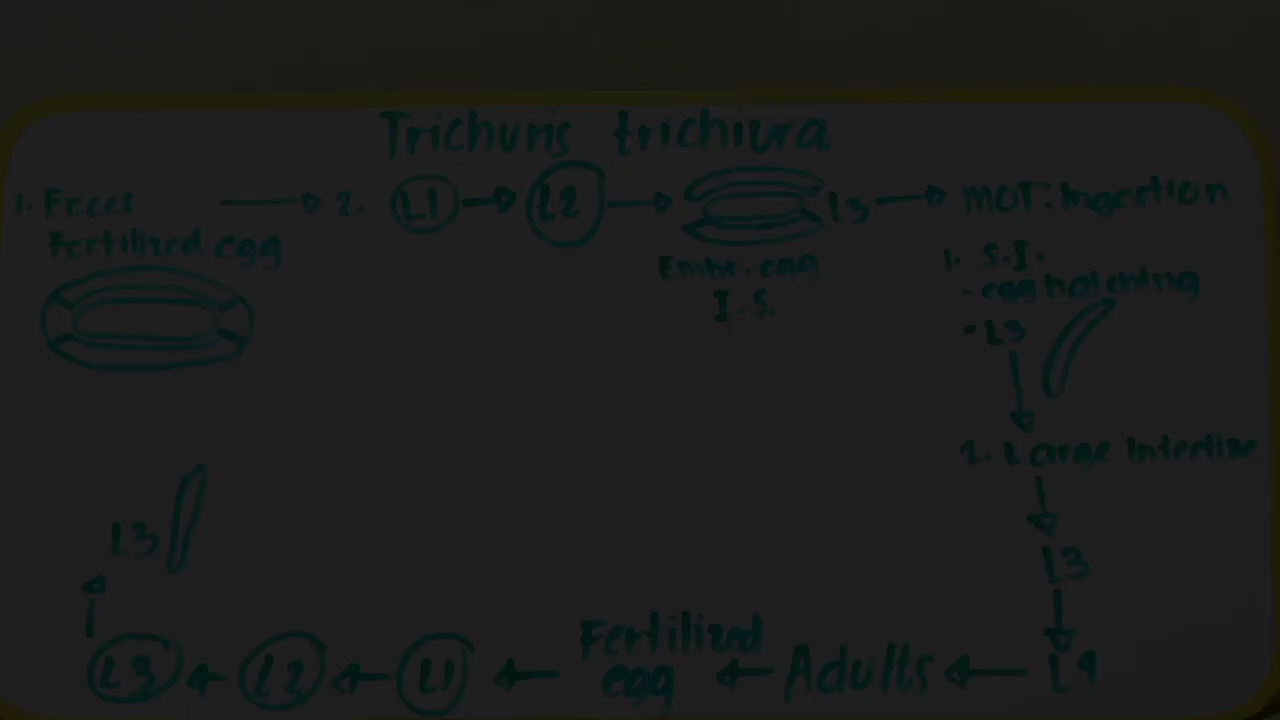 Trichuris trichiura
1. Feces → 2. L1 → L2 → L3 → MOT: Ingestion
Fertilized egg
Embr. egg
I.S.
1. S.I.
- egg hatching
- L3
2. Large Intestine
L3
L3
Fertilized
egg ← Adults ← L4
L3 ← L2 ← L1 ←